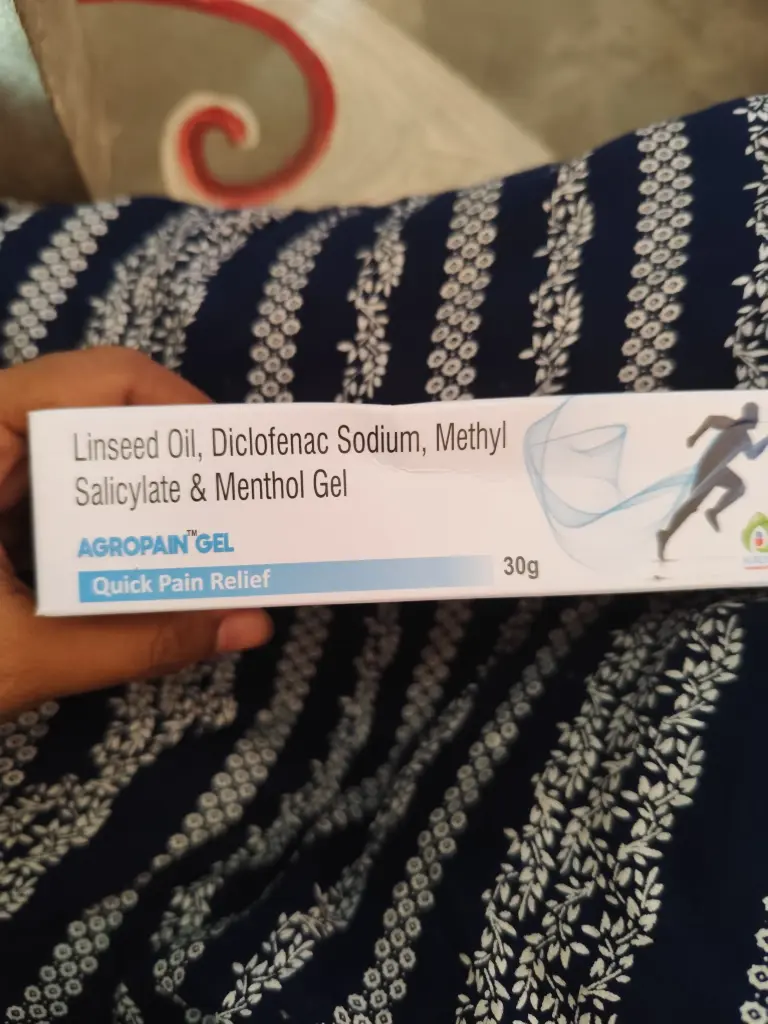 Linseed Oil, Diclofenac Sodium, Methyl
Salicylate & Menthol Gel
AGROPAIN™ GEL
Quick Pain Relief
30g